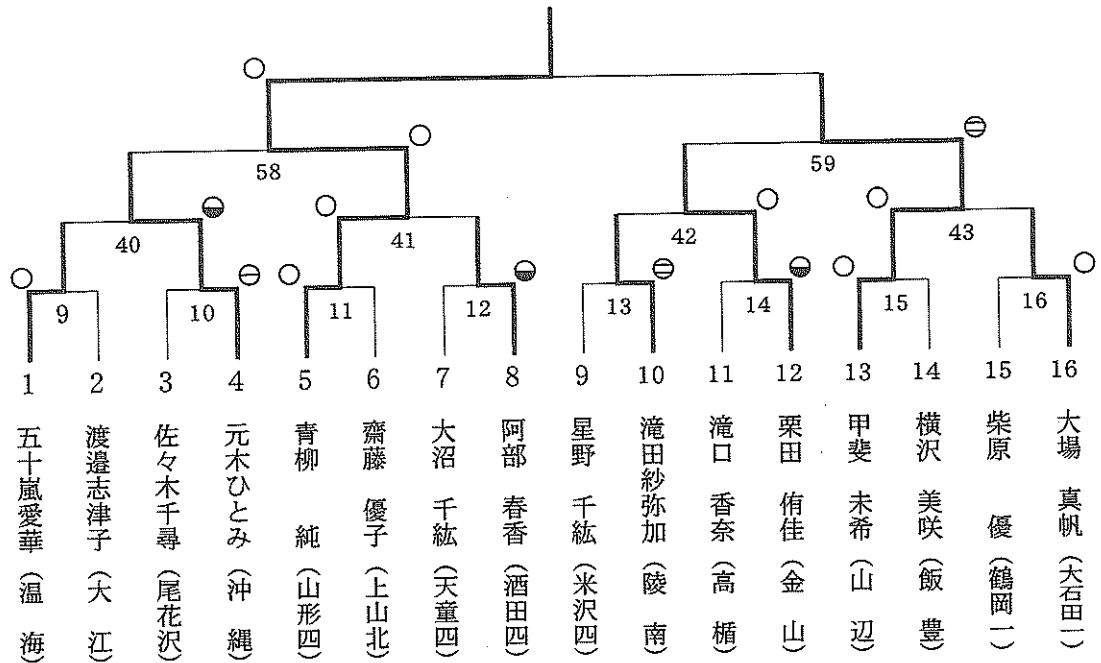 58
59
40
41
42
43
9
10
11
12
13
14
15
16
1
2
3
4
5
6
7
8
9
10
11
12
13
14
15
16
五十嵐愛華（温　海）
渡邉志津子（大　江）
佐々木千尋（尾花沢）
元木ひとみ（沖　縄）
青柳　　純（山形四）
齋藤　優子（上山北）
大沼　千紘（天童四）
阿部　春香（酒田四）
星野　千紘（米沢四）
滝田紗弥加（陵　南）
滝口　香奈（高　楯）
栗田　侑佳（金　山）
甲斐　未希（山　辺）
横沢　美咲（飯　豊）
柴原　　優（鶴岡一）
大場　真帆（大石田一）